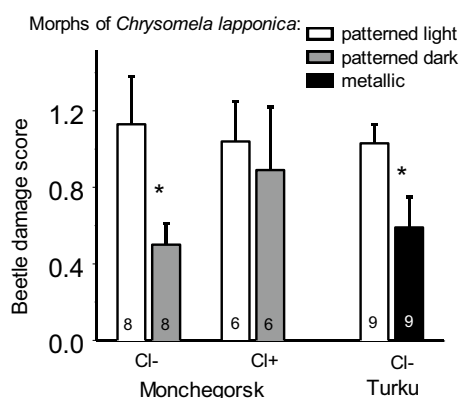 Morphs of Chrysomela lapponica:
patterned light
patterned dark
metallic
Beetle damage score
1.2
0.8
0.4
0.0
*
*
8
8
6
6
9
9
Cl-
Cl+
Cl-
Monchegorsk
Turku